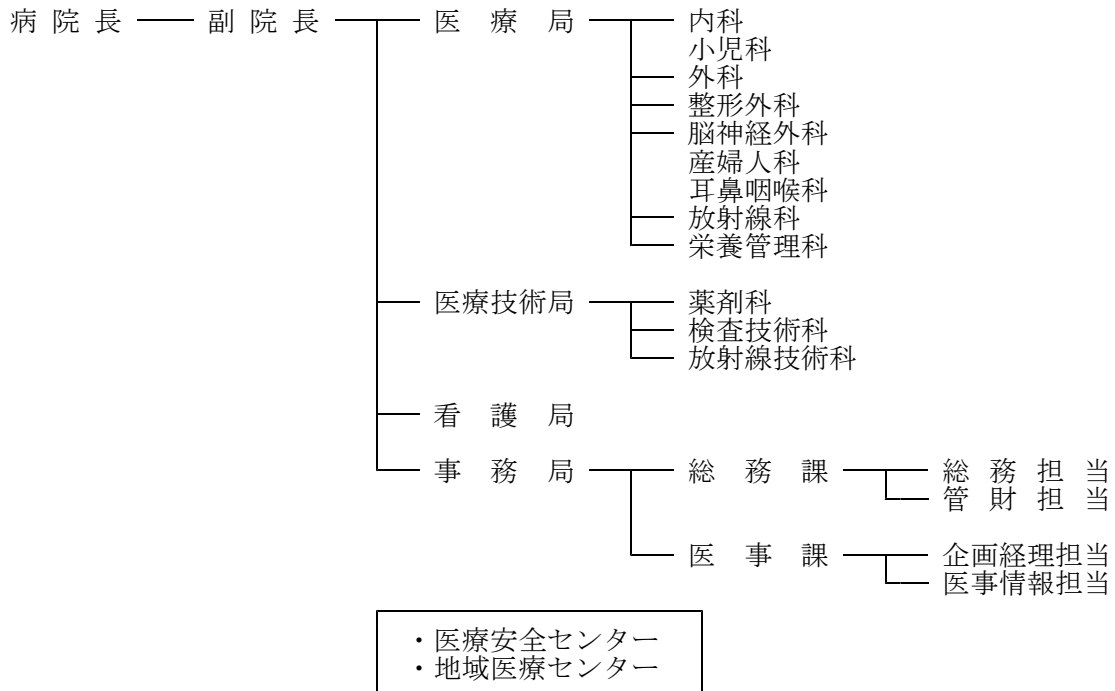 病院長 副院長 医療局 内科
小児科
外科
整形外科
脳神経外科
産婦人科
耳鼻咽喉科
放射線科
栄養管理科
医療技術局 薬剤科
検査技術科
放射線技術科
看護局
事務局 総務課 総務担当
管財担当
医事課 企画経理担当
医事情報担当
・医療安全センター
・地域医療センター